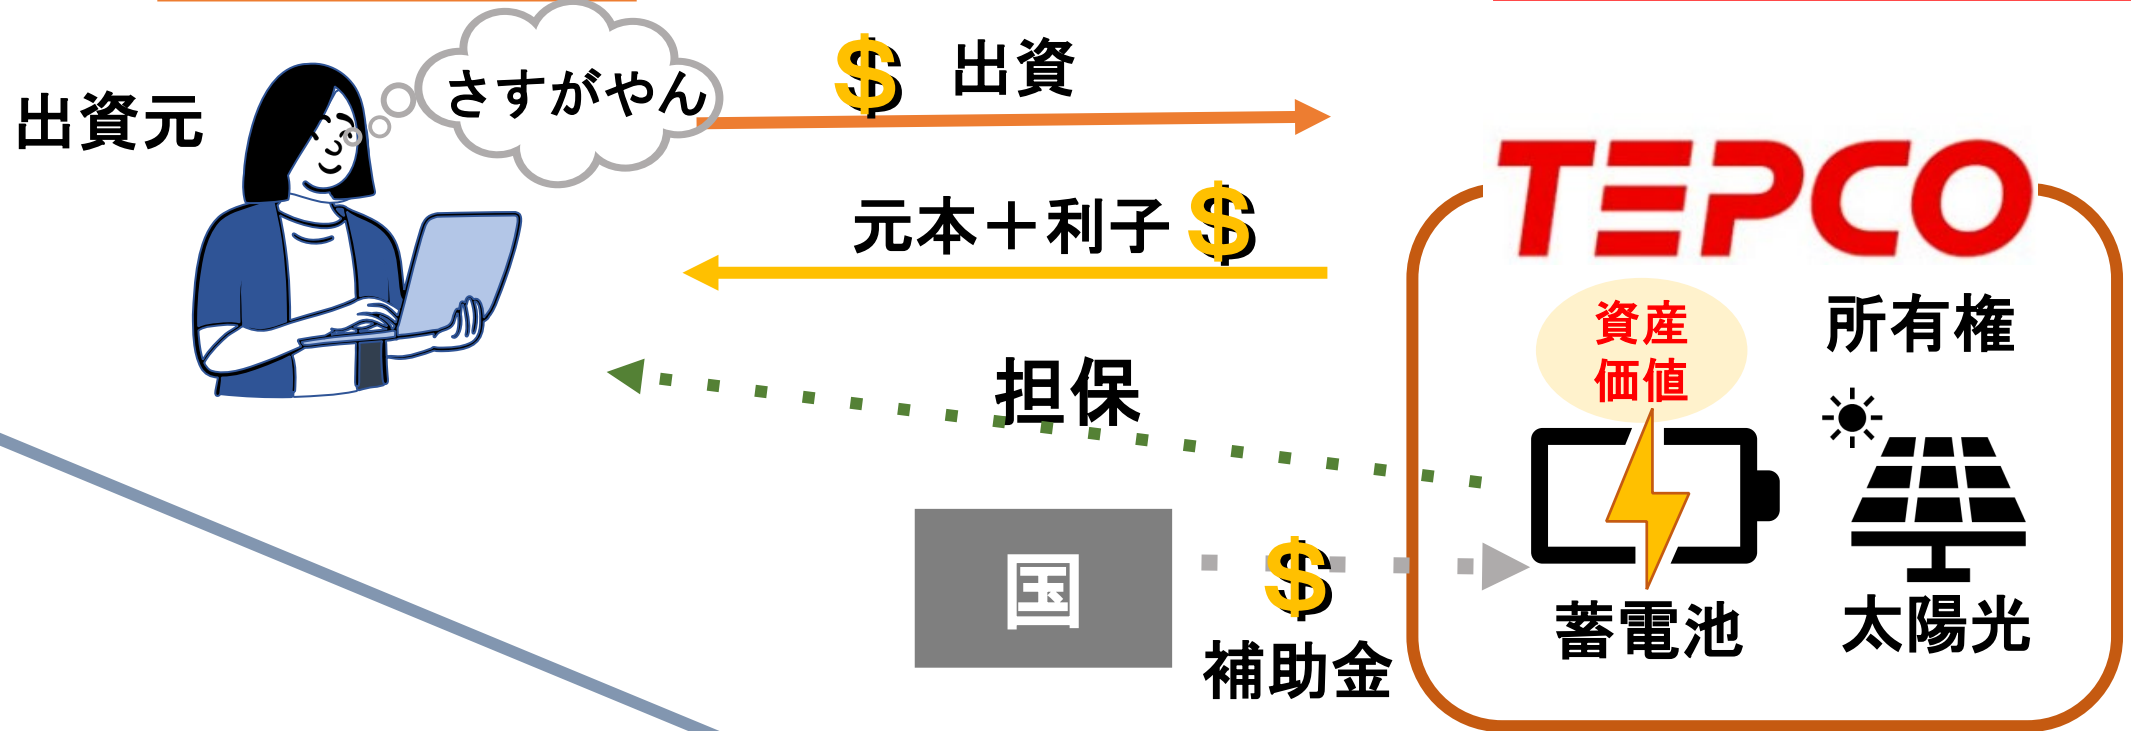 さすがやん
出資元
$ 出資
元本＋利子 $
TEPCO
資産
価値
所有権
担保
国
$
補助金
蓄電池
太陽光